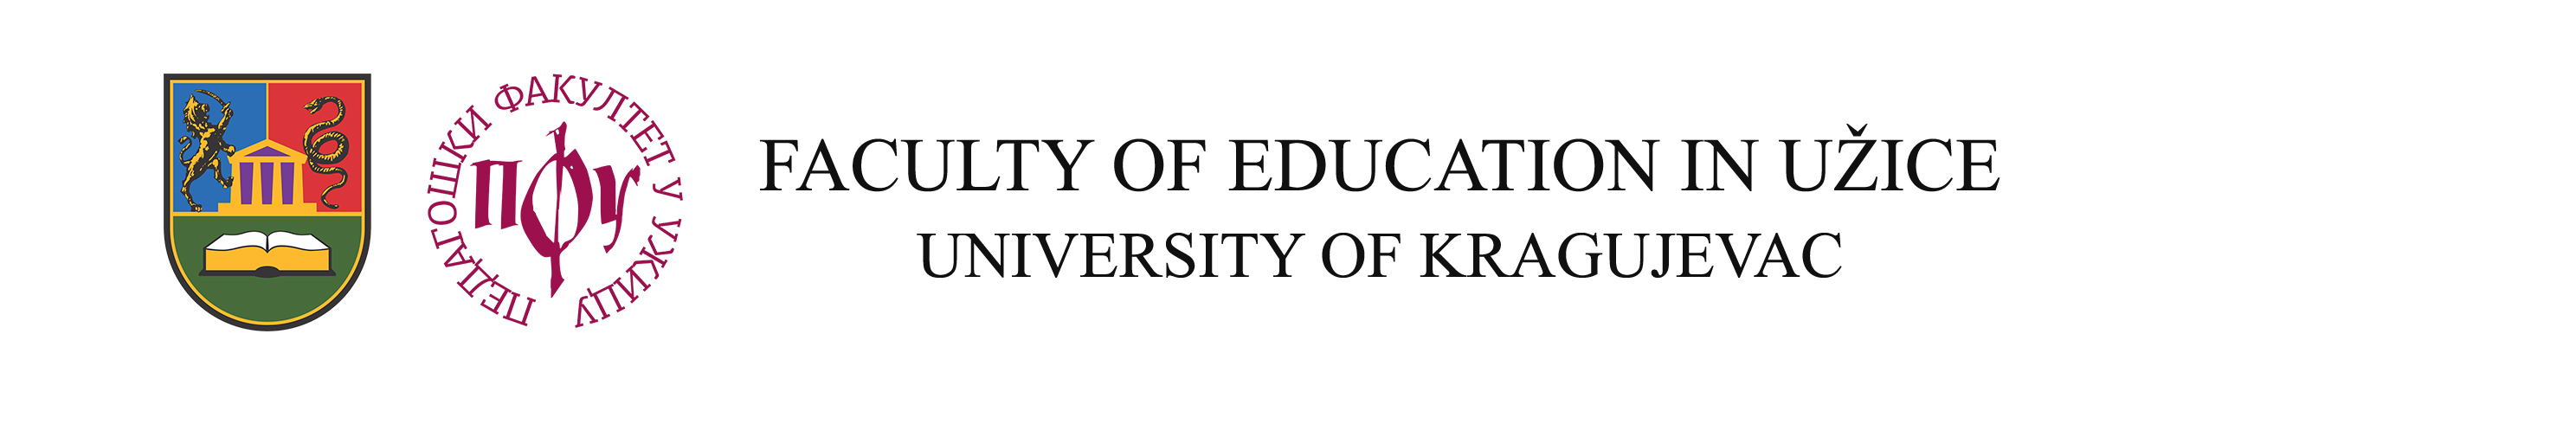 ПЕДАГОШКИ ФАКУЛТЕТ У УЖИЦУ
ПФУ
FACULTY OF EDUCATION IN UŽICE
UNIVERSITY OF KRAGUJEVAC